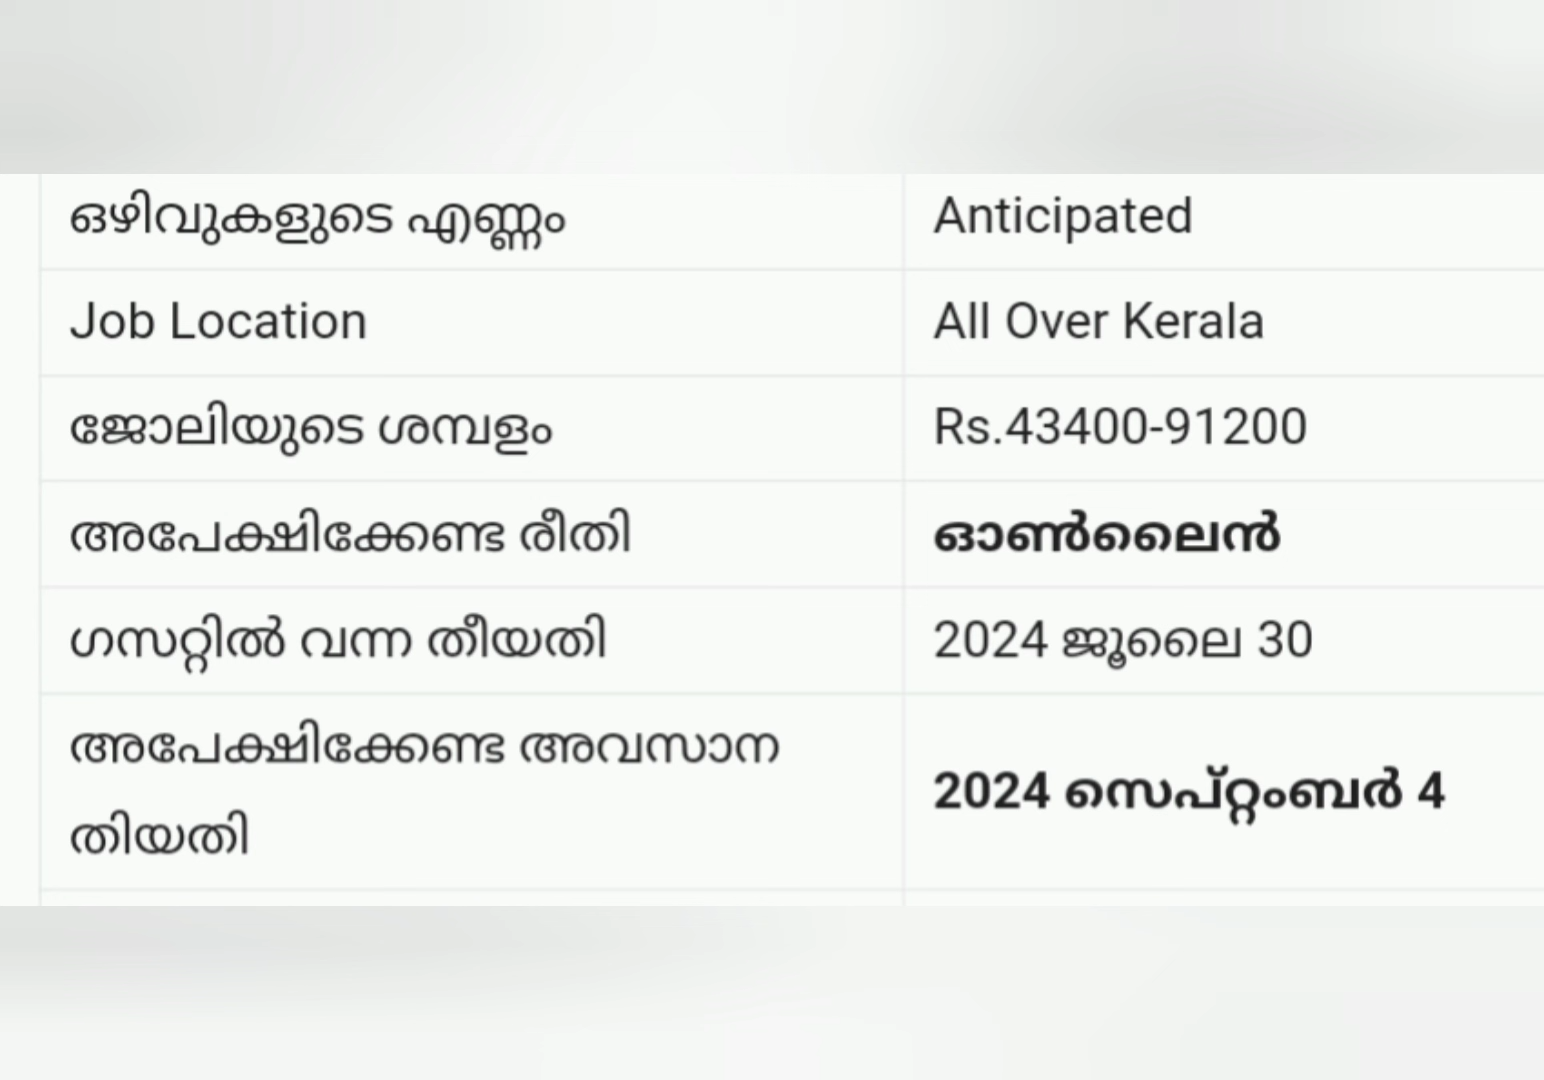 ഒഴിവുകളുടെ എണ്ണം Anticipated
Job Location All Over Kerala
ജോലിയുടെ ശമ്പളം Rs.43400-91200
അപേക്ഷിക്കേണ്ട രീതി ഓൺലൈൻ
ഗസറ്റിൽ വന്ന തീയതി 2024 ജൂലൈ 30
അപേക്ഷിക്കേണ്ട അവസാന
തിയതി 2024 സെപ്റ്റംബർ 4